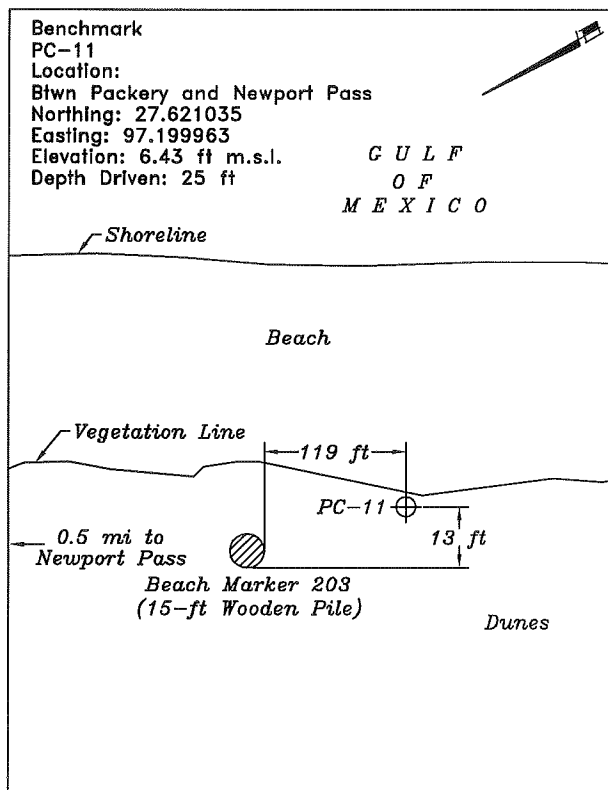 Benchmark
PC-11
Location:
Btwn Packery and Newport Pass
Northing: 27.621035
Easting: 97.199963
Elevation: 6.43 ft m.s.l.
Depth Driven: 25 ft
G U L F
O F
M E X I C O
Shoreline
Beach
Vegetation Line
119 ft
PC-11
13 ft
0.5 mi to
Newport Pass
Beach Marker 203
(15-ft Wooden Pile)
Dunes